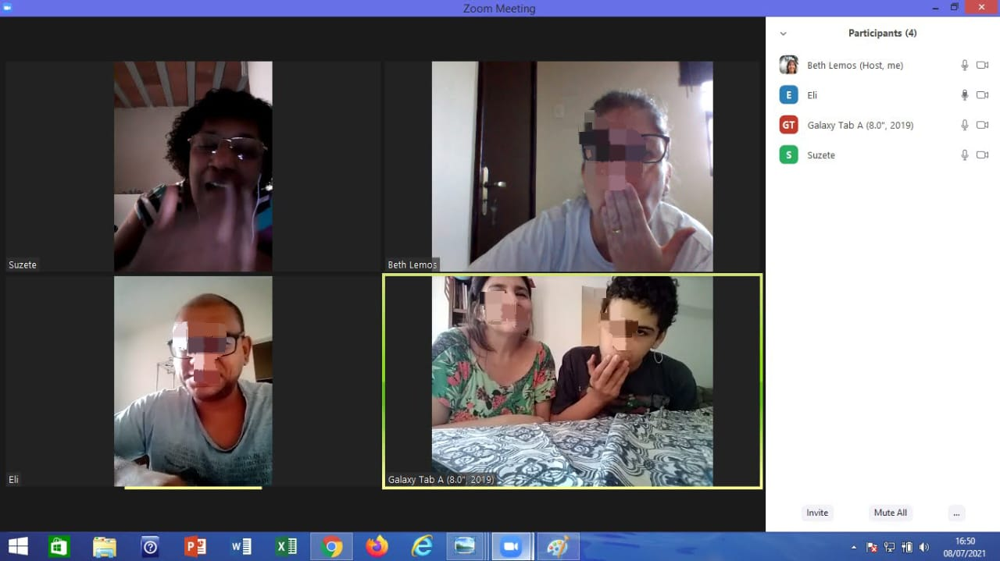 Zoom Meeting
Participants (4)
Beth Lemos (Host, me)
E
Eli
GT
Galaxy Tab A (8.0", 2019)
S
Suzete
Suzete
Beth Lemos
Eli
Galaxy Tab A (8.0", 2019)
Invite
Mute All
...
16:50
08/07/2021